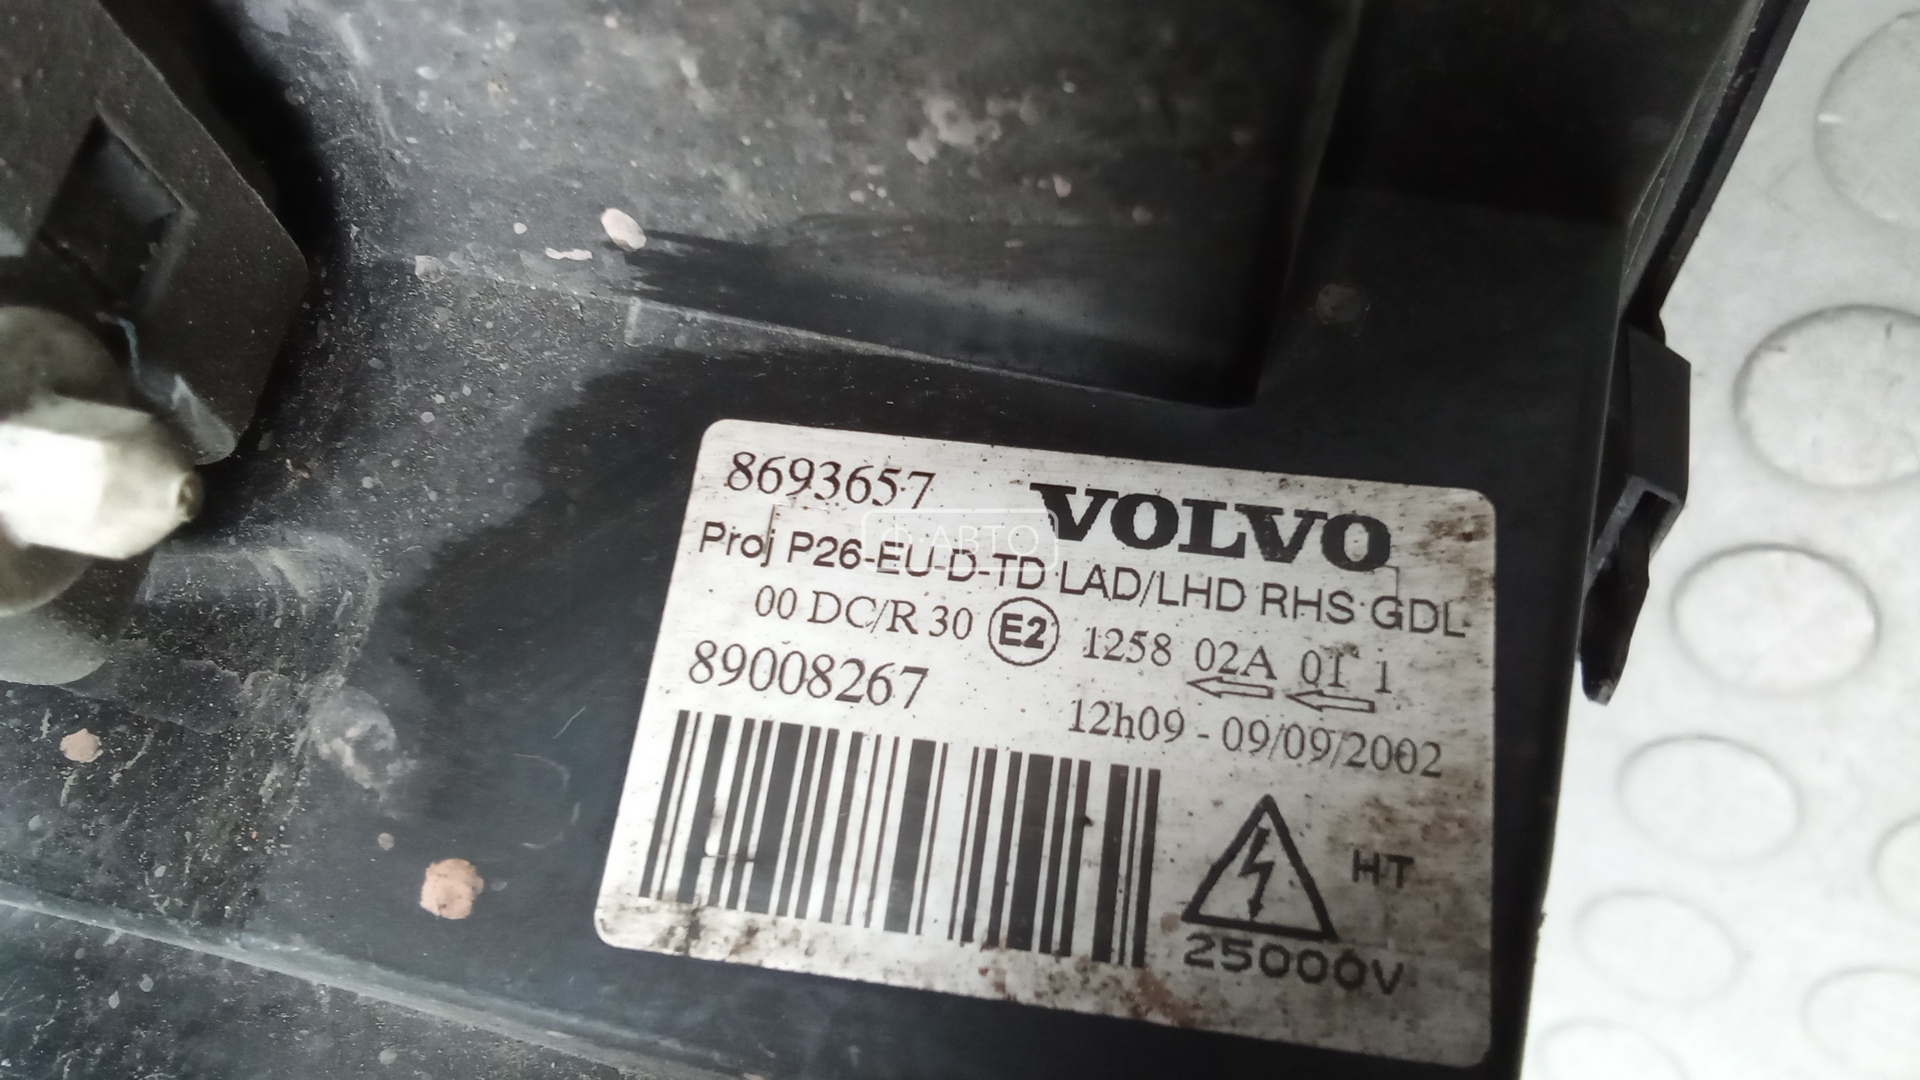 8693657
VOLVO
Ф-АВТО
Proj P26-EU-D-TD LAD/LHD RHS GDL
00 DC/R 30 E2 1258 02A 01 1
89008267
12h09 - 09/09/2002
HT
25000V